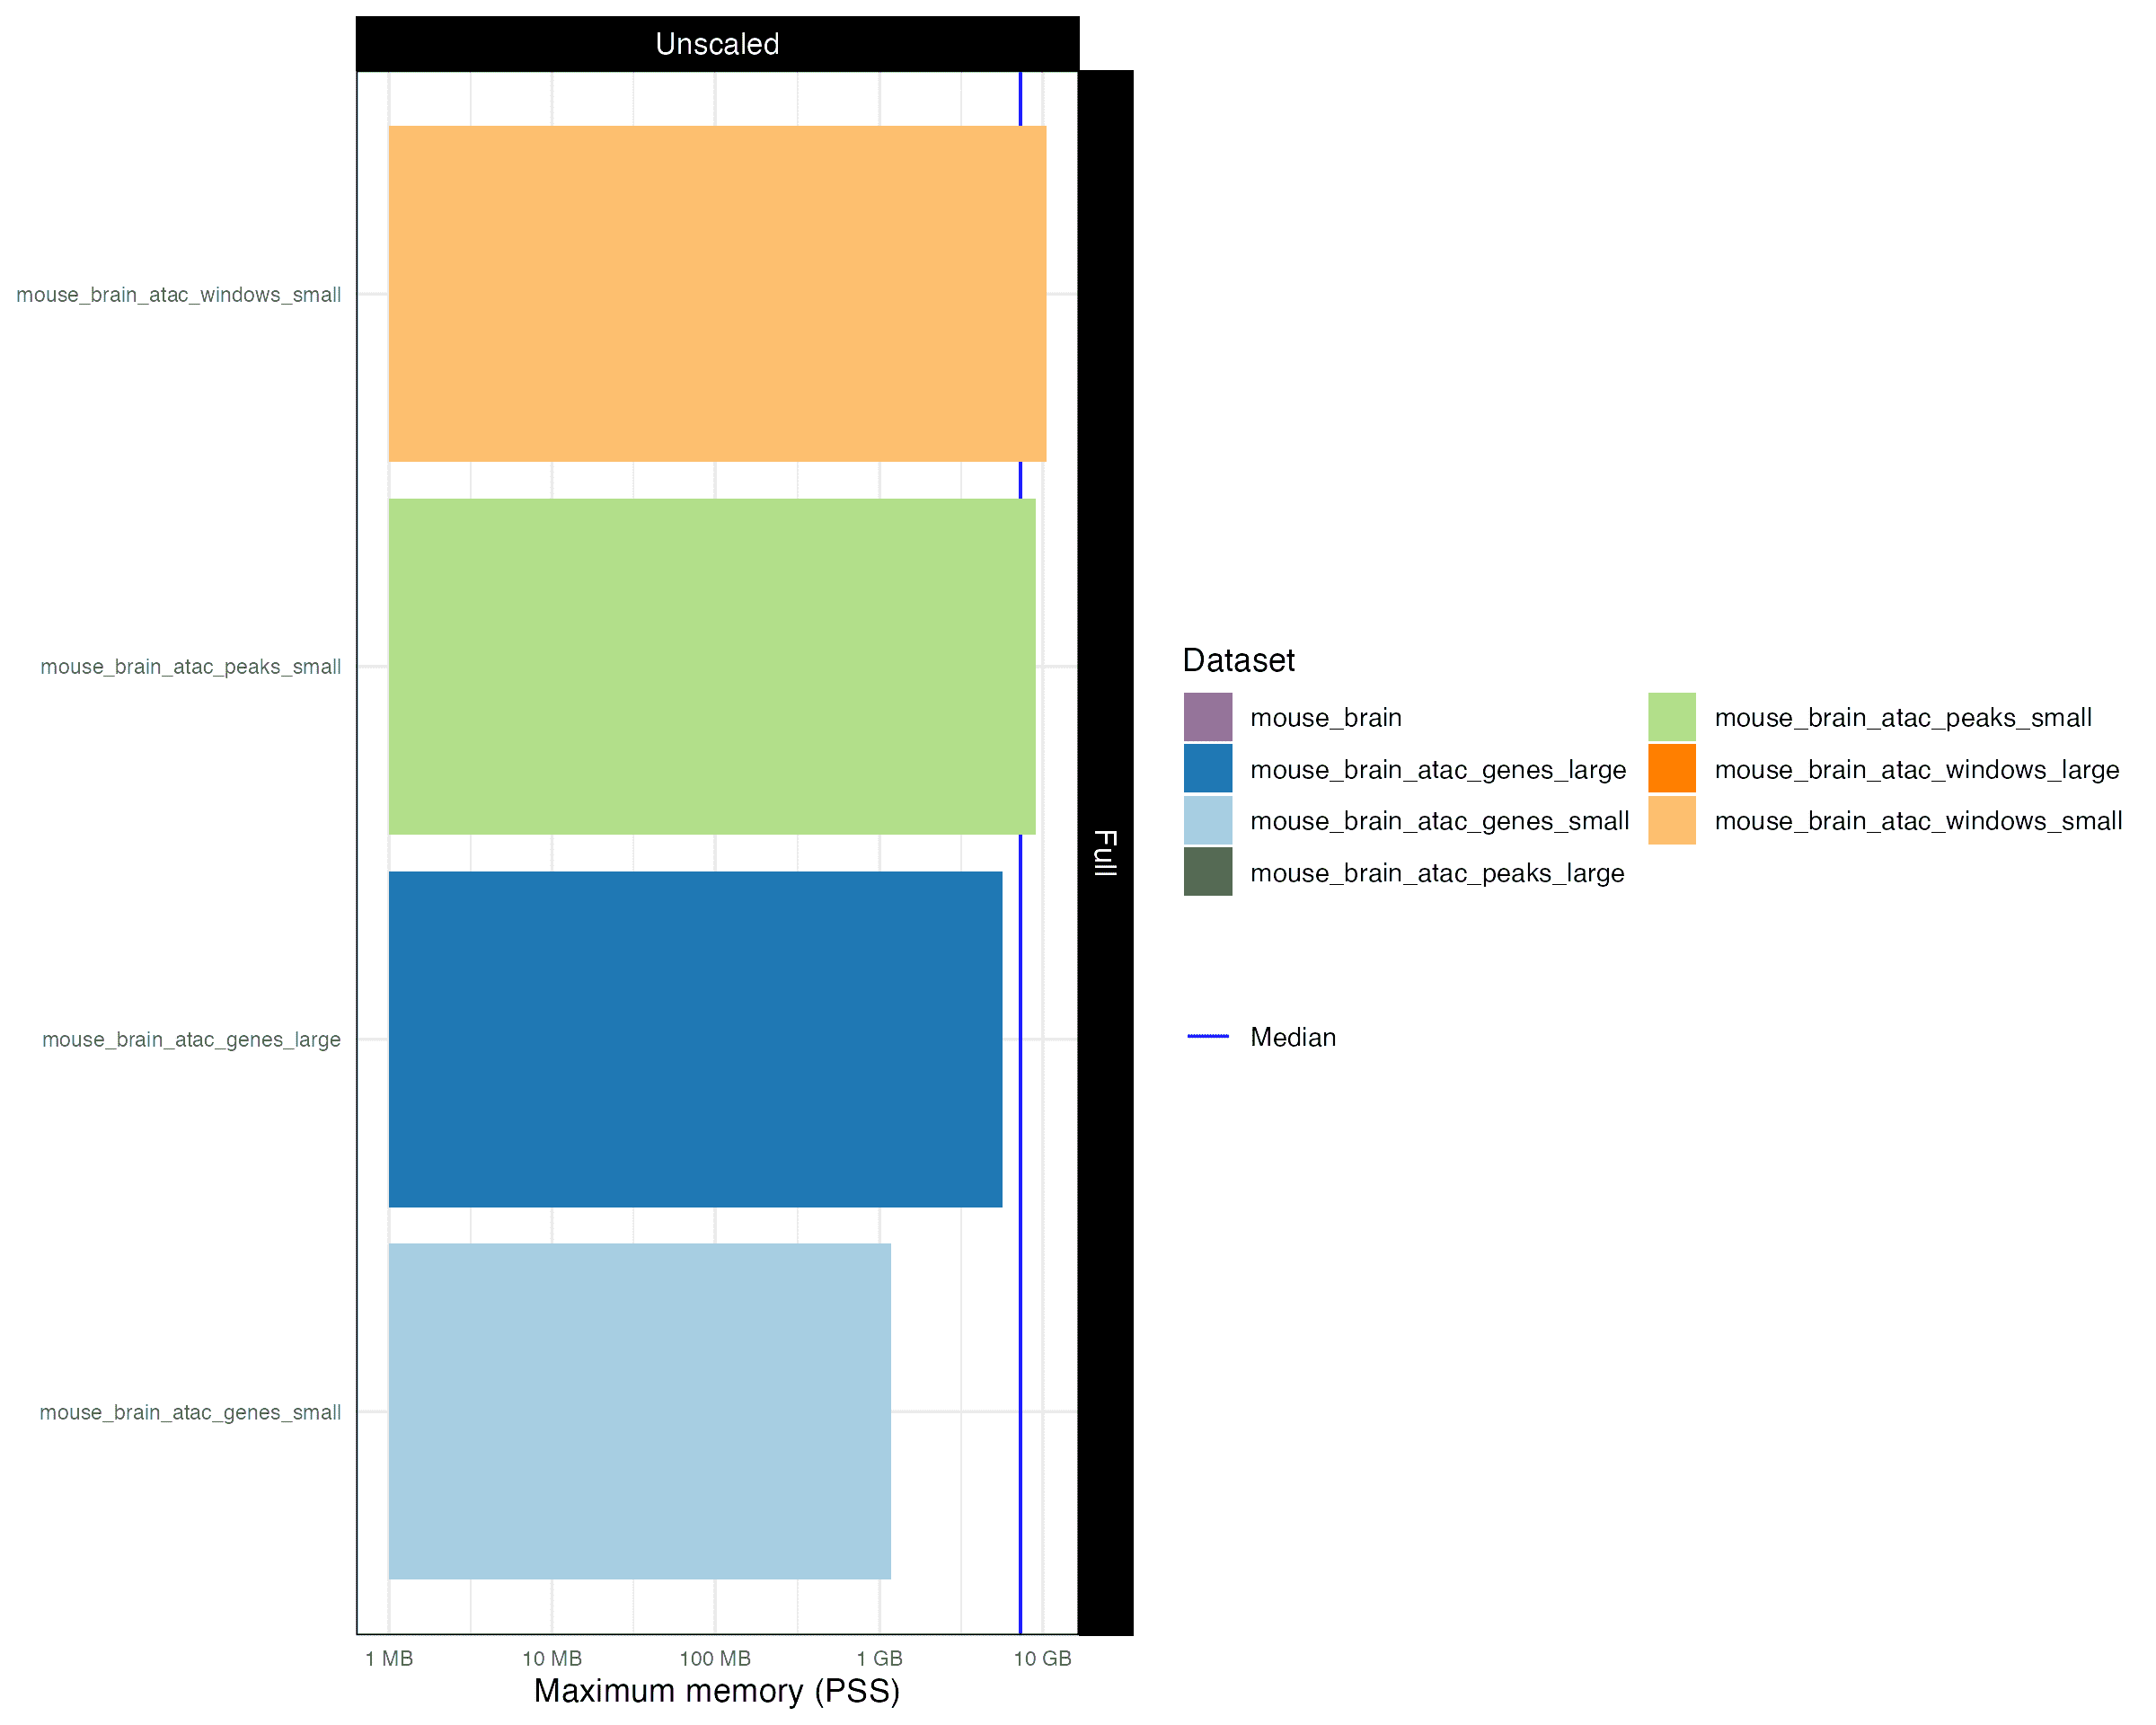 Unscaled
mouse_brain_atac_windows_small
mouse_brain_atac_peaks_small
mouse_brain_atac_genes_large
mouse_brain_atac_genes_small
1 MB 10 MB 100 MB 1 GB 10 GB
Maximum memory (PSS)
Full
Dataset
mouse_brain
mouse_brain_atac_genes_large
mouse_brain_atac_genes_small
mouse_brain_atac_peaks_large
mouse_brain_atac_peaks_small
mouse_brain_atac_windows_large
mouse_brain_atac_windows_small
Median